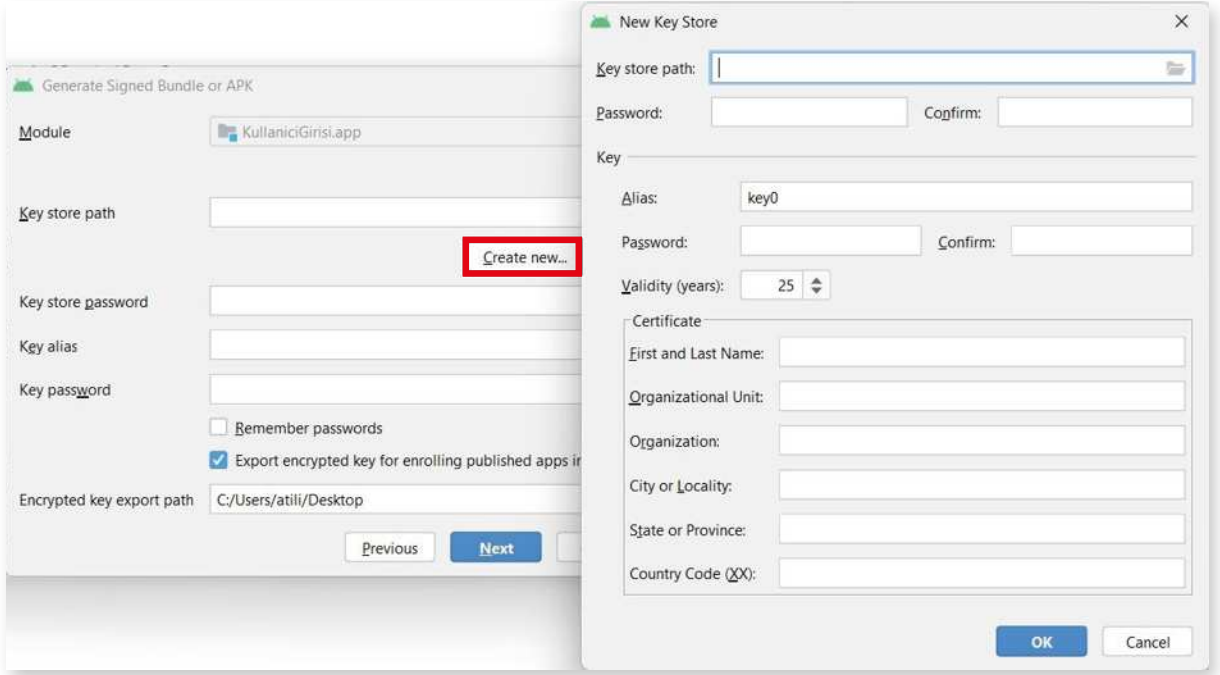 Generate Signed Bundle or APK
Module
KullaniciGirisi.app
Key store path
Create new...
Key store password
Key alias
Key password
Remember passwords
Export encrypted key for enrolling published apps
Encrypted key export path
C:/Users/atili/Desktop
Previous
Next
New Key Store
Key store path:
Password:
Confirm:
Key
Alias:
key0
Password:
Confirm:
Validity (years):
25
Certificate
First and Last Name:
Organizational Unit:
Organization:
City or Locality:
State or Province:
Country Code (XX):
OK
Cancel